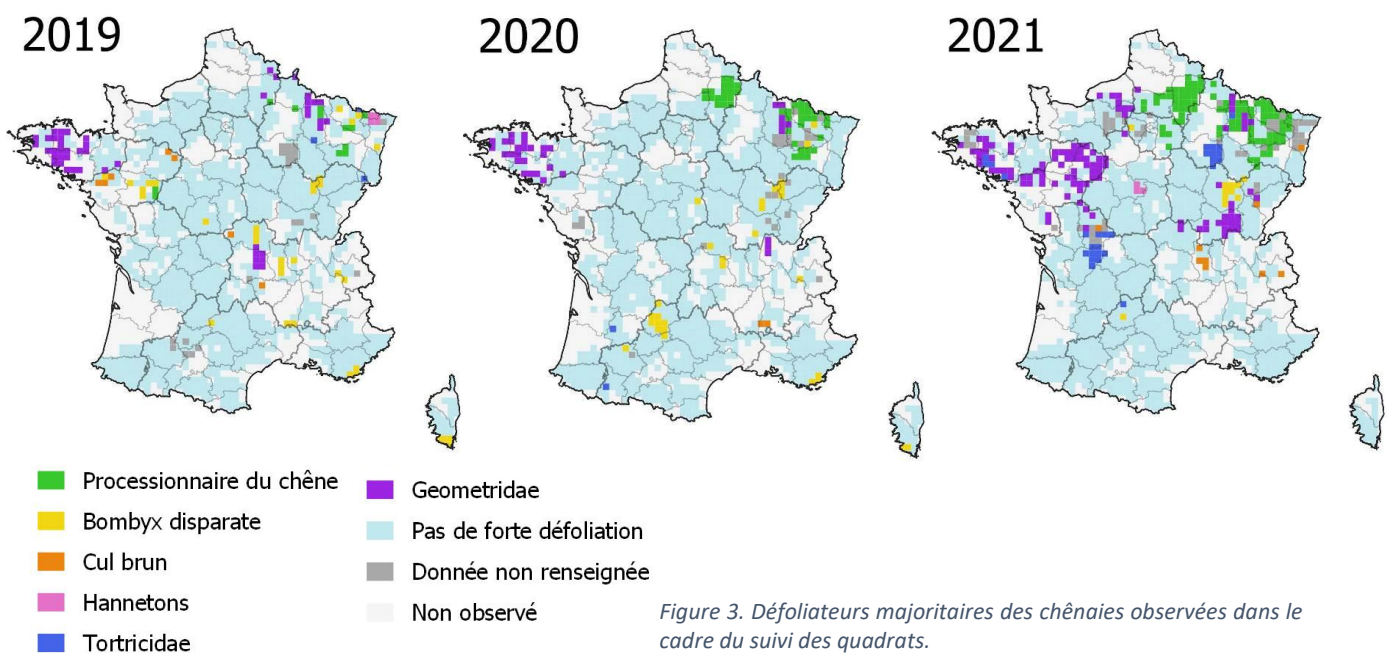 2019
2020
2021
Processionnaire du chêne
Bombyx disparate
Cul brun
Hannetons
Tortricidae
Geometridae
Pas de forte défoliation
Donnée non renseignée
Non observé
Figure 3. Défoliateurs majoritaires des chênaies observées dans le
cadre du suivi des quadrats.